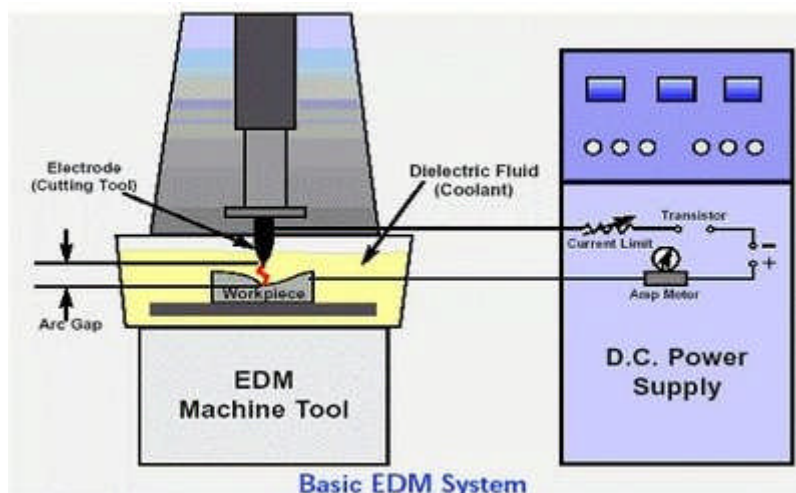 Electrode
(Cutting Tool)
Dielectric Fluid
(Coolant)
Transistor
Current Limit
−
+
Workpiece
Amp Motor
Arc Gap
EDM
Machine Tool
D.C. Power
Supply
Basic EDM System